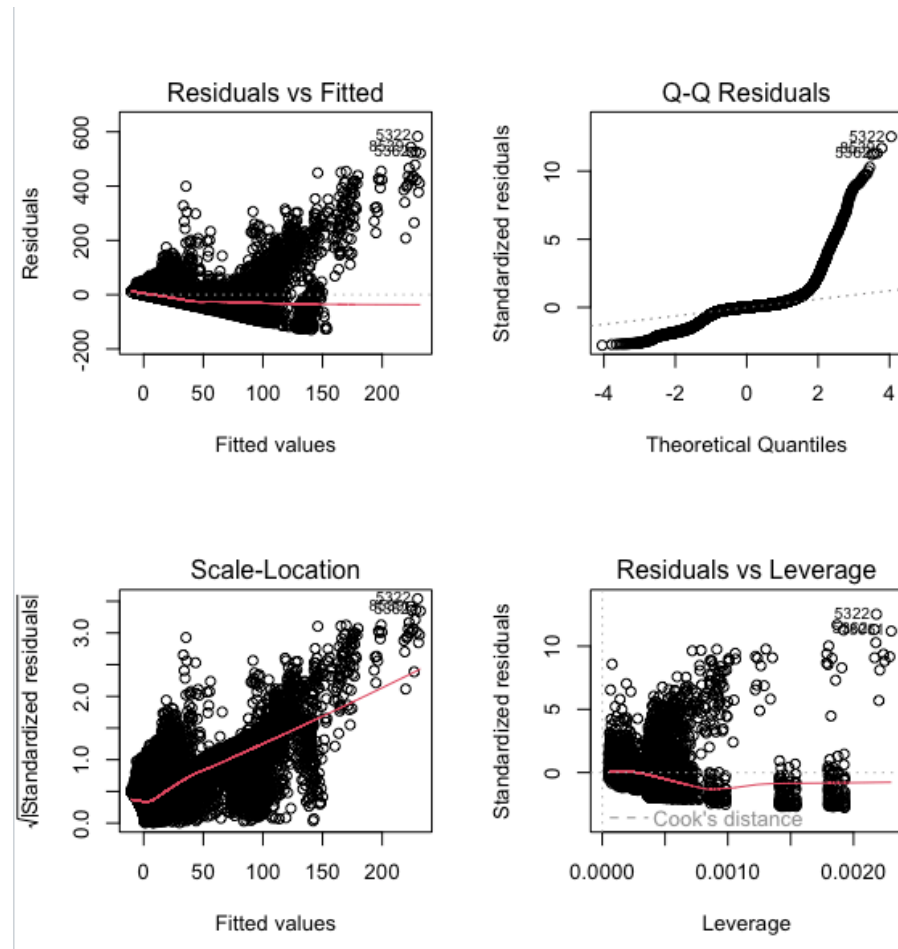 Residuals vs Fitted
Residuals
600
400
200
0
-200
5322
0
50
100
150
200
Fitted values
Q-Q Residuals
Standardized residuals
10
5
0
5322
-4
-2
0
2
4
Theoretical Quantiles
Scale-Location
√|Standardized residuals|
3.0
2.0
1.0
0.0
5322
0
50
100
150
200
Fitted values
Residuals vs Leverage
Standardized residuals
10
5
0
5322
Cook's distance
0.0000
0.0010
0.0020
Leverage